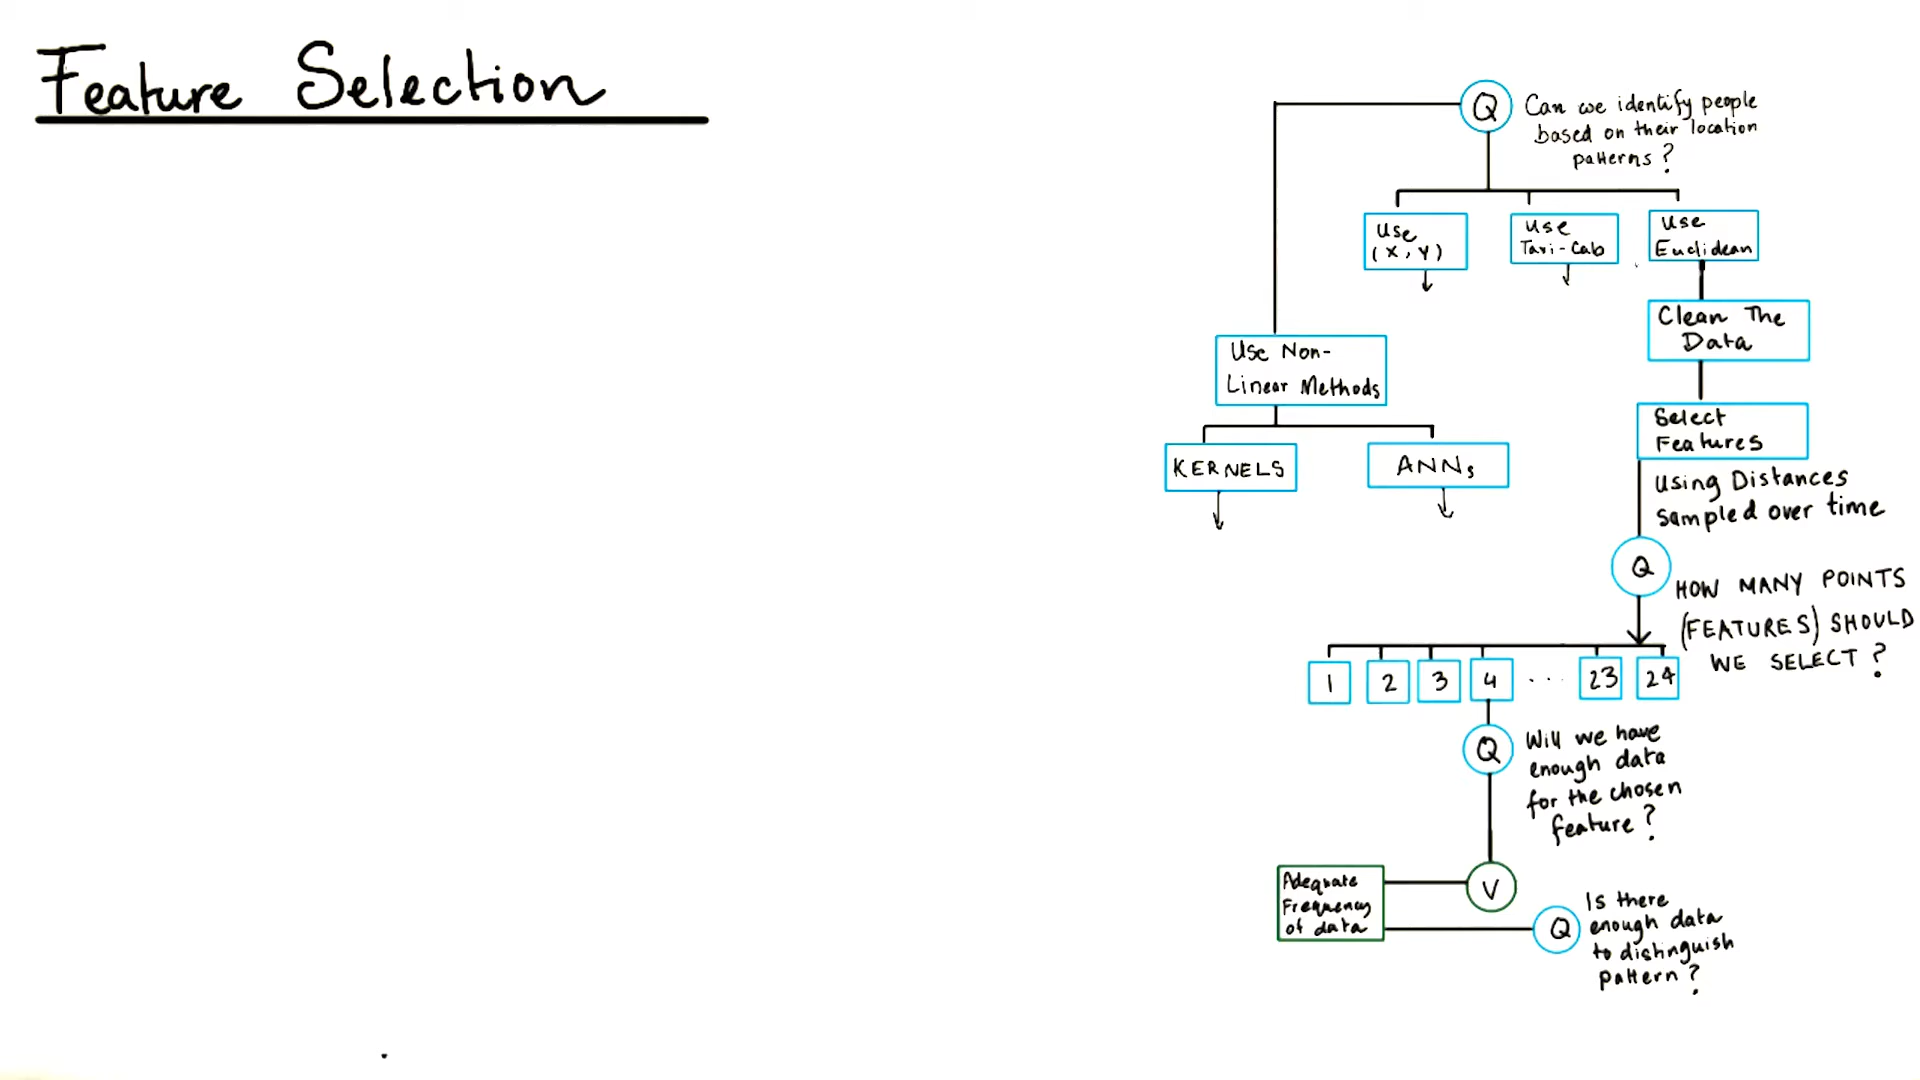 Feature Selection
Q
Can we identify people
based on their location
patterns?
Use
(X, Y)
Use
Taxi-Cab
Use
Euclidean
Clean The
Data
Use Non-
Linear Methods
Select
Features
KERNELS
ANNs
Using Distances
sampled over time
Q
HOW MANY POINTS
(FEATURES) SHOULD
WE SELECT?
1 2 3 4 ... 23 24
Q
Will we have
enough data
for the chosen
feature?
Adequate
Frequency
of data
V
Q
Is there
enough data
to distinguish
pattern?